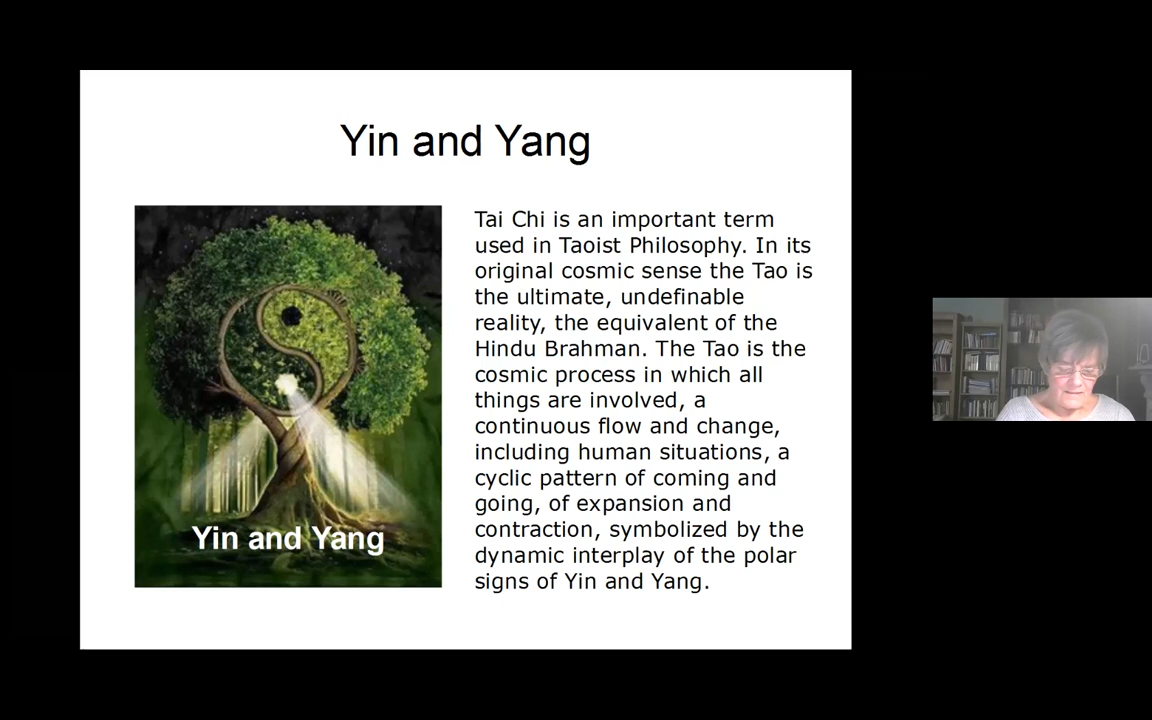 Yin and Yang
Yin and Yang
Tai Chi is an important term
used in Taoist Philosophy. In its
original cosmic sense the Tao is
the ultimate, undefinable
reality, the equivalent of the
Hindu Brahman. The Tao is the
cosmic process in which all
things are involved, a
continuous flow and change,
including human situations, a
cyclic pattern of coming and
going, of expansion and
contraction, symbolized by the
dynamic interplay of the polar
signs of Yin and Yang.